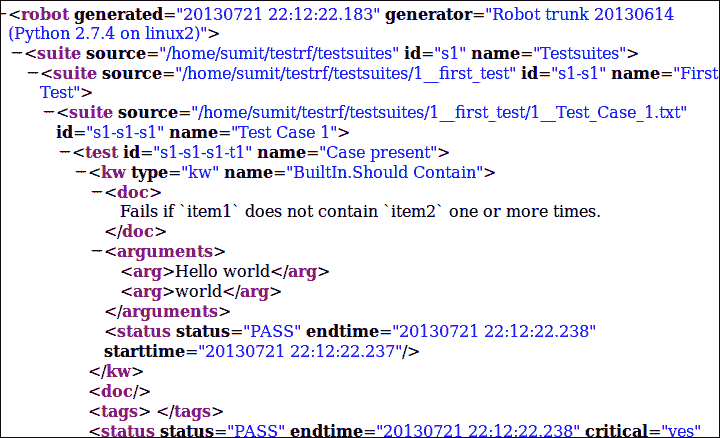 <robot generated="20130721 22:12:22.183" generator="Robot trunk 20130614
(Python 2.7.4 on linux2)">
−<suite source="/home/sumit/testrf/testsuites" id="s1" name="Testsuites">
−<suite source="/home/sumit/testrf/testsuites/1__first_test" id="s1-s1" name="First
Test">
−<suite source="/home/sumit/testrf/testsuites/1__first_test/1__Test_Case_1.txt"
id="s1-s1-s1" name="Test Case 1">
−<test id="s1-s1-s1-t1" name="Case present">
−<kw type="kw" name="BuiltIn.Should Contain">
−<doc>
Fails if `item1` does not contain `item2` one or more times.
</doc>
−<arguments>
<arg>Hello world</arg>
<arg>world</arg>
</arguments>
<status status="PASS" endtime="20130721 22:12:22.238"
starttime="20130721 22:12:22.237"/>
</kw>
<doc/>
<tags> </tags>
<status status="PASS" endtime="20130721 22:12:22.238" critical="yes"